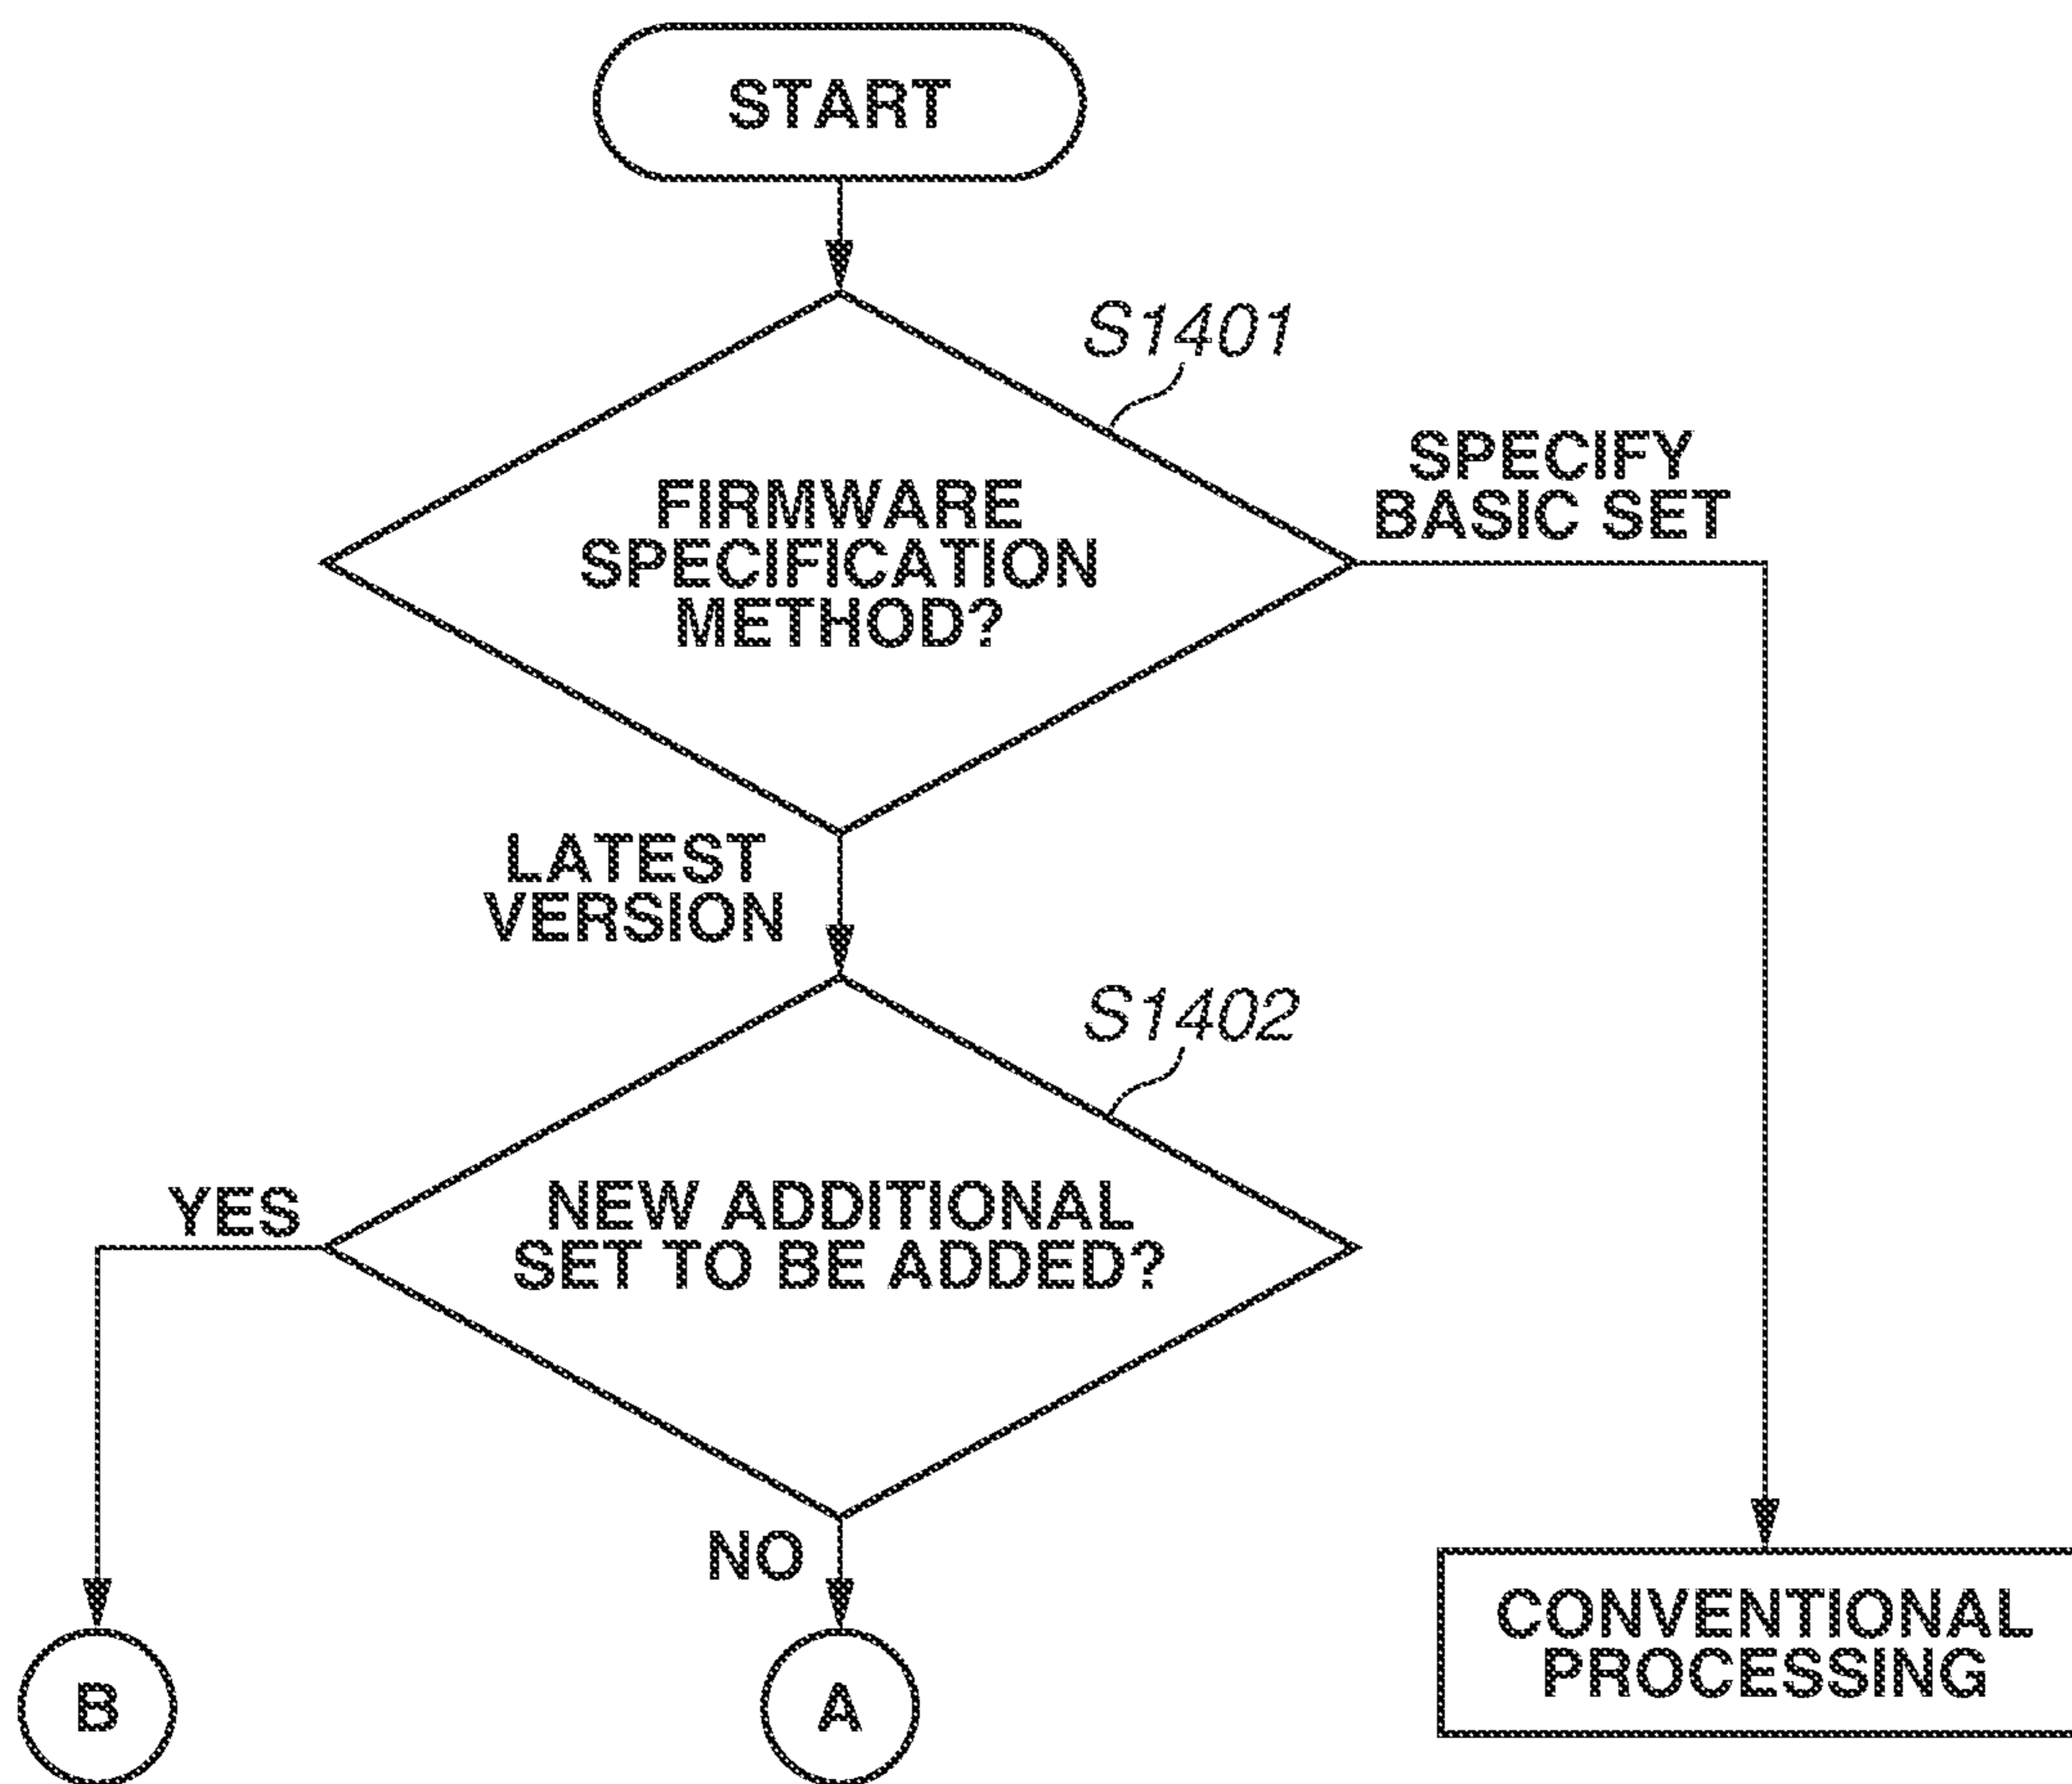 START
S1401
FIRMWARE
SPECIFICATION
METHOD?
SPECIFY
BASIC SET
LATEST
VERSION
S1402
YES
NEW ADDITIONAL
SET TO BE ADDED?
NO
B
A
CONVENTIONAL
PROCESSING